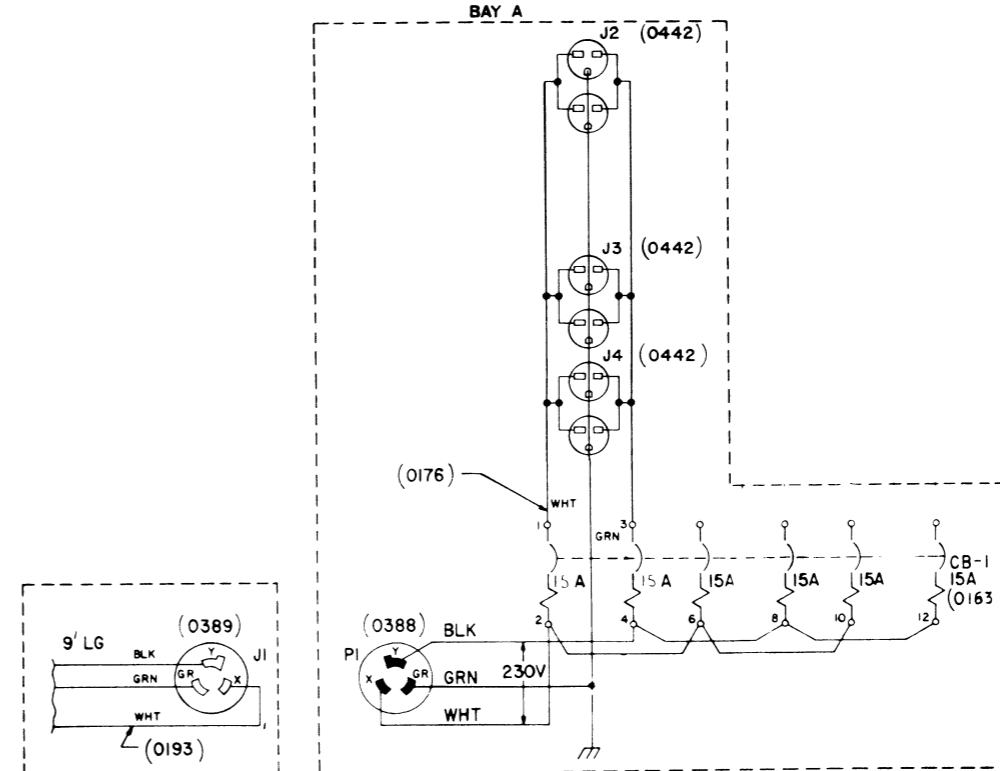 BAY A
J2 (0442)
J3 (0442)
J4 (0442)
(0176)
WHT
1 3
GRN
CB-1
15A 15A 15A 15A 15A 15A
(0163
2 4 6 8 10 12
(0389)
9' LG
BLK
Y
J1
GR X
GRN
WHT
(0193)
(0388)
BLK
P1
Y
X GR
GRN
230V
WHT